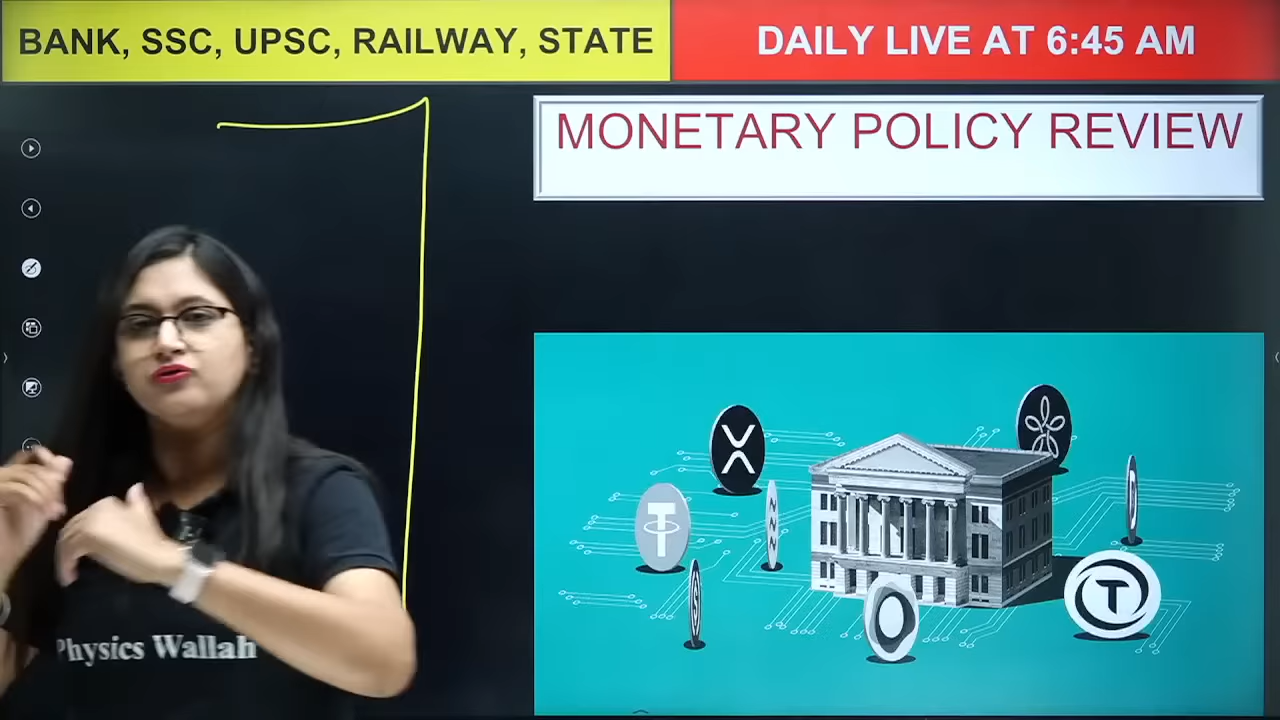 BANK, SSC, UPSC, RAILWAY, STATE
DAILY LIVE AT 6:45 AM
MONETARY POLICY REVIEW
Physics Wallah